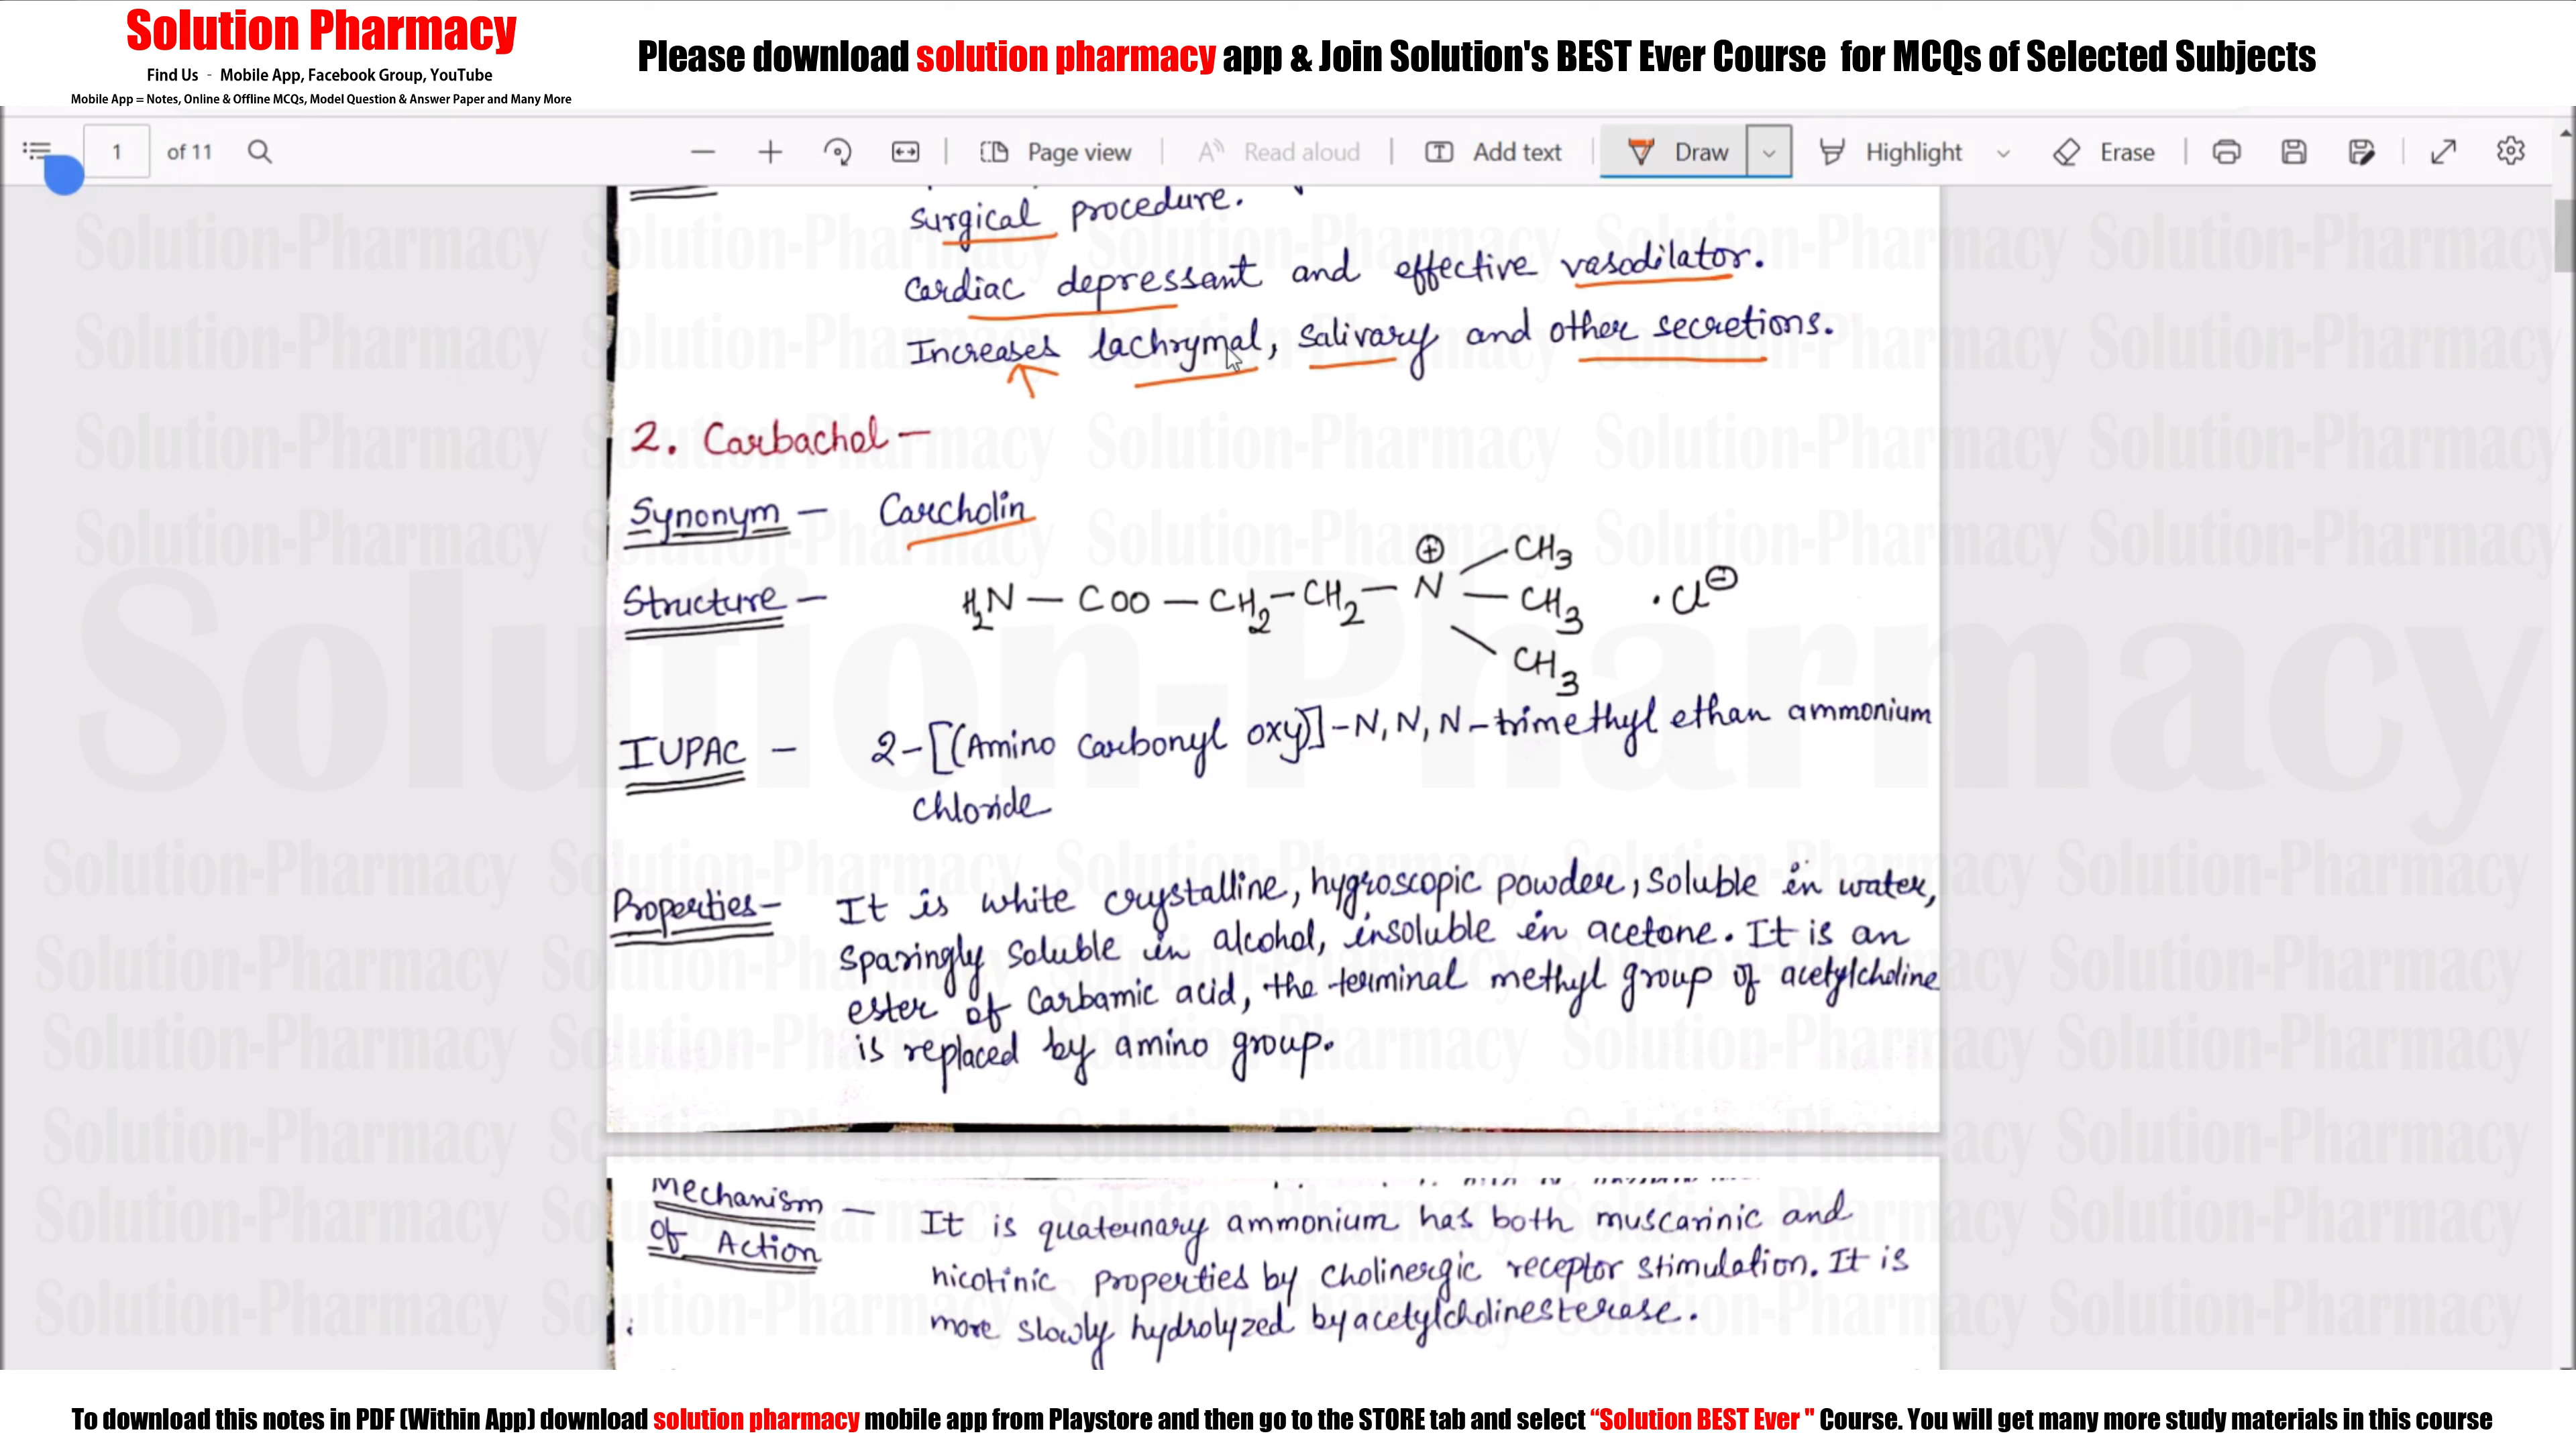 Solution Pharmacy
Find Us - Mobile App, Facebook Group, YouTube
Mobile App = Notes, Online & Offline MCQs, Model Question & Answer Paper and Many More
Please download solution pharmacy app & Join Solution's BEST Ever Course for MCQs of Selected Subjects
1 of 11 Page view Read aloud Add text Draw Highlight Erase
surgical procedure.
Cardiac depressant and effective vasodilator.
Increases lachrymal, salivary and other secretions.
2. Carbachol -
Synonym - Carcholin
Structure - H2N - COO - CH2 - CH2 - N⊕ - CH3 CH3 CH3 . Cl⊖
IUPAC - 2-[(Amino Carbonyl oxy)]-N,N,N-trimethyl ethan ammonium
chloride
Properties - It is white crystalline, hygroscopic powder, soluble in water,
sparingly soluble in alcohol, insoluble in acetone. It is an
ester of Carbamic acid, the terminal methyl group of acetylcholine
is replaced by amino group.
Mechanism of Action - It is quaternary ammonium has both muscarinic and
nicotinic properties by cholinergic receptor stimulation. It is
more slowly hydrolyzed by acetylcholinesterase.
Solution-Pharmacy
To download this notes in PDF (Within App) download solution pharmacy mobile app from Playstore and then go to the STORE tab and select “Solution BEST Ever " Course. You will get many more study materials in this course